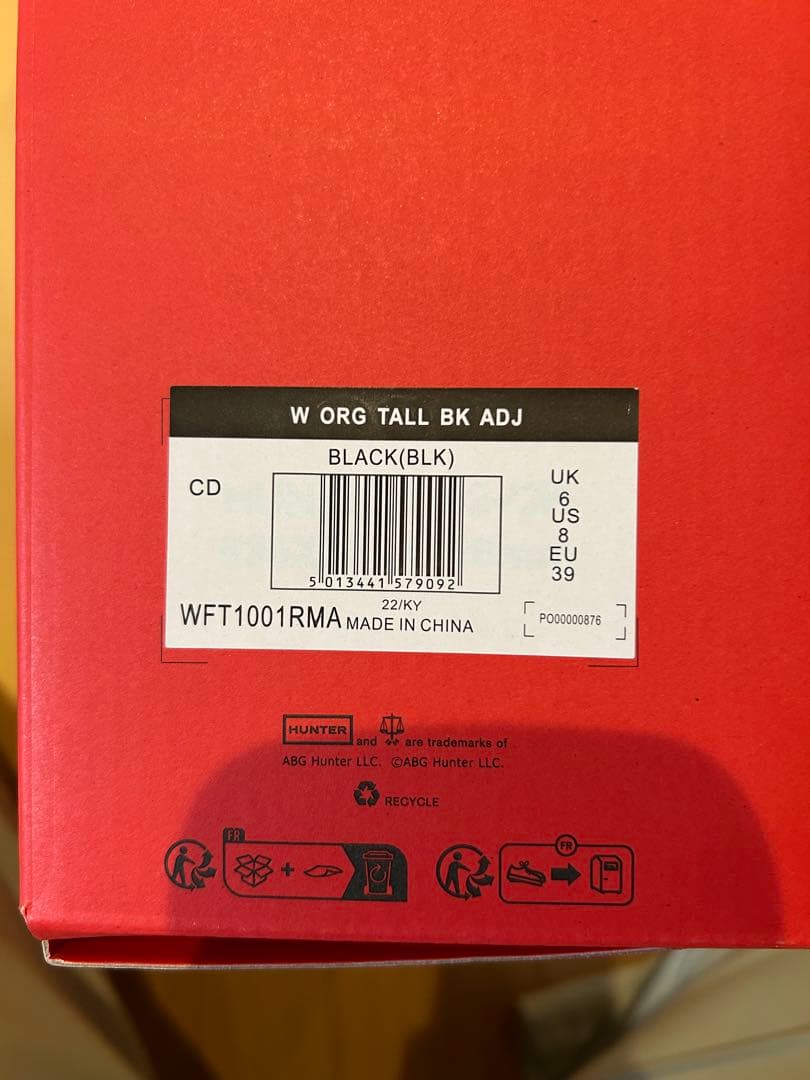 W ORG TALL BK ADJ
BLACK(BLK)
CD
5 013441 579092
UK
6
US
8
EU
39
22/KY
WFT1001RMA MADE IN CHINA
PO00000876
HUNTER and are trademarks of
ABG Hunter LLC. ©ABG Hunter LLC.
RECYCLE
FR
+
FR